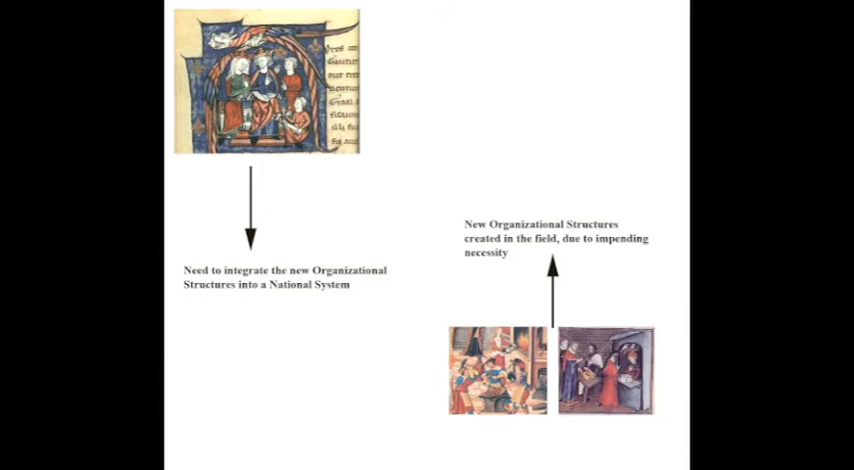 Need to integrate the new Organizational
Structures into a National System
New Organizational Structures
created in the field, due to impending
necessity